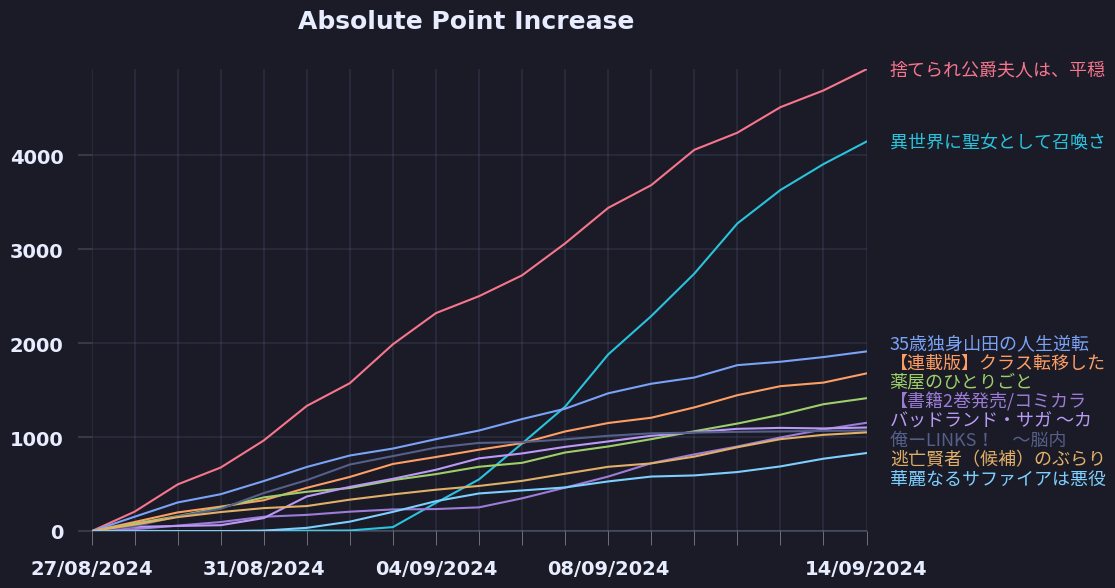 Absolute Point Increase
捨てられ公爵夫人は、平穏
異世界に聖女として召喚さ
4000
3000
2000
1000
0
35歳独身山田の人生逆転
【連載版】クラス転移した
薬屋のひとりごと
【書籍2巻発売/コミカラ
バッドランド・サガ ～カ
俺ーLINKS！　～脳内
逃亡賢者（候補）のぶらり
華麗なるサファイアは悪役
27/08/2024 31/08/2024 04/09/2024 08/09/2024 14/09/2024